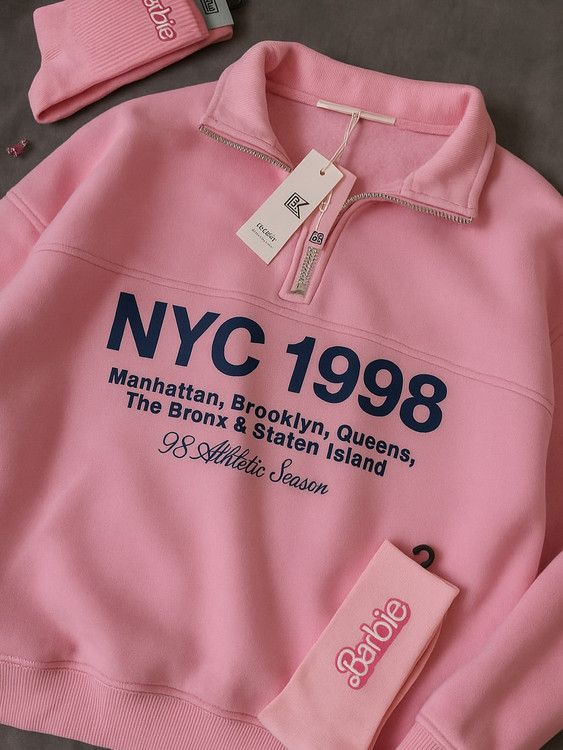 Barbie
NYC 1998
Manhattan, Brooklyn, Queens,
The Bronx & Staten Island
98 Athletic Season
Barbie